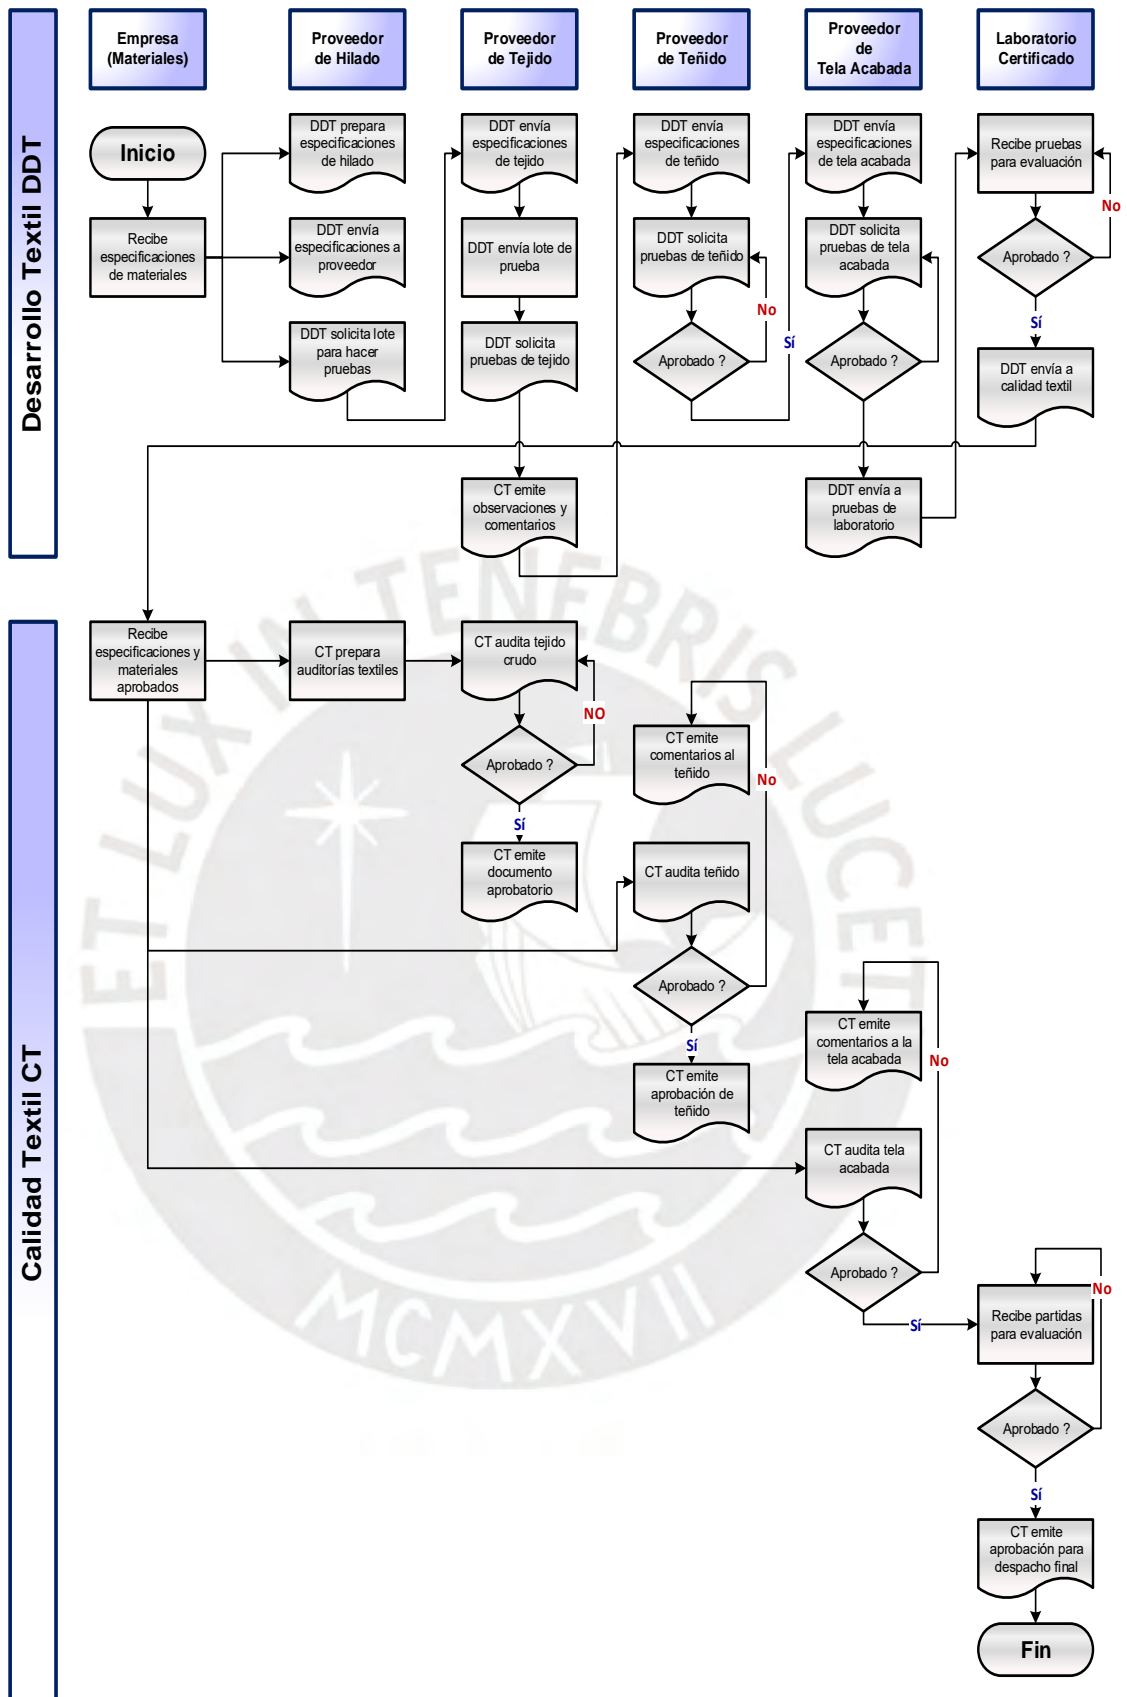 Empresa
(Materiales)
Proveedor
de Hilado
Proveedor
de Tejido
Proveedor
de Teñido
Proveedor
de
Tela Acabada
Laboratorio
Certificado
Desarrollo Textil DDT
Inicio
Recibe
especificaciones
de materiales
DDT prepara
especificaciones
de hilado
DDT envía
especificaciones a
proveedor
DDT solicita lote
para hacer
pruebas
DDT envía
especificaciones
de tejido
DDT envía lote de
prueba
DDT solicita
pruebas de tejido
CT emite
observaciones y
comentarios
DDT envía
especificaciones
de teñido
DDT solicita
pruebas de teñido
No
Aprobado ?
Sí
DDT envía
especificaciones
de tela acabada
DDT solicita
pruebas de tela
acabada
Aprobado ?
DDT envía a
pruebas de
laboratorio
Recibe pruebas
para evaluación
No
Aprobado ?
Sí
DDT envía a
calidad textil
Calidad Textil CT
Recibe
especificaciones y
materiales
aprobados
CT prepara
auditorías textiles
CT audita tejido
crudo
NO
Aprobado ?
Sí
CT emite
documento
aprobatorio
CT emite
comentarios al
teñido
No
CT audita teñido
Aprobado ?
Sí
CT emite
aprobación de
teñido
CT emite
comentarios a la
tela acabada
No
CT audita tela
acabada
Aprobado ?
Sí
Recibe partidas
para evaluación
No
Aprobado ?
Sí
CT emite
aprobación para
despacho final
Fin
ET LUX IN TENEBRIS LUCET
MCMXVII